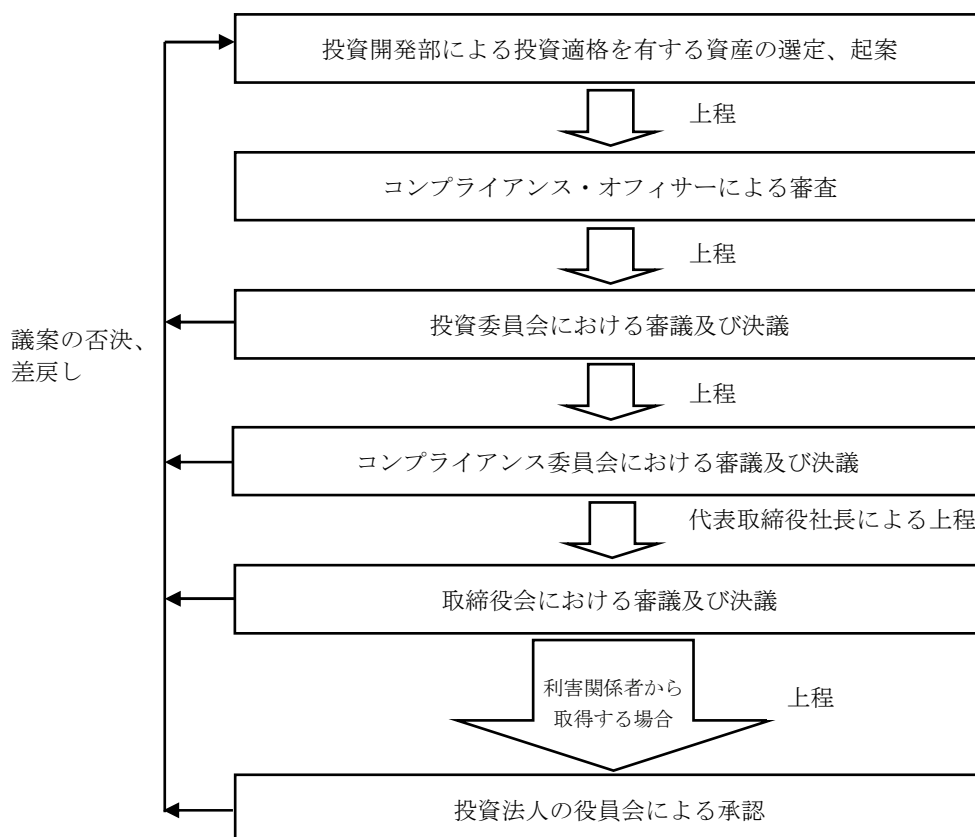 投資開発部による投資適格を有する資産の選定、起案
上程
コンプライアンス・オフィサーによる審査
上程
投資委員会における審議及び決議
議案の否決、
差戻し
上程
コンプライアンス委員会における審議及び決議
代表取締役社長による上程
取締役会における審議及び決議
利害関係者から
取得する場合
上程
投資法人の役員会による承認